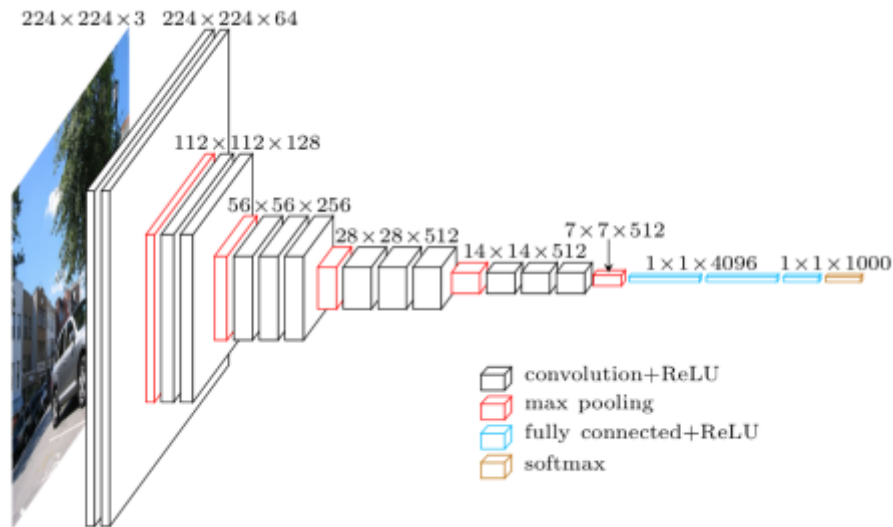 224×224×3
224×224×64
112×112×128
56×56×256
28×28×512
14×14×512
7×7×512
1×1×4096
1×1×1000
convolution+ReLU
max pooling
fully connected+ReLU
softmax